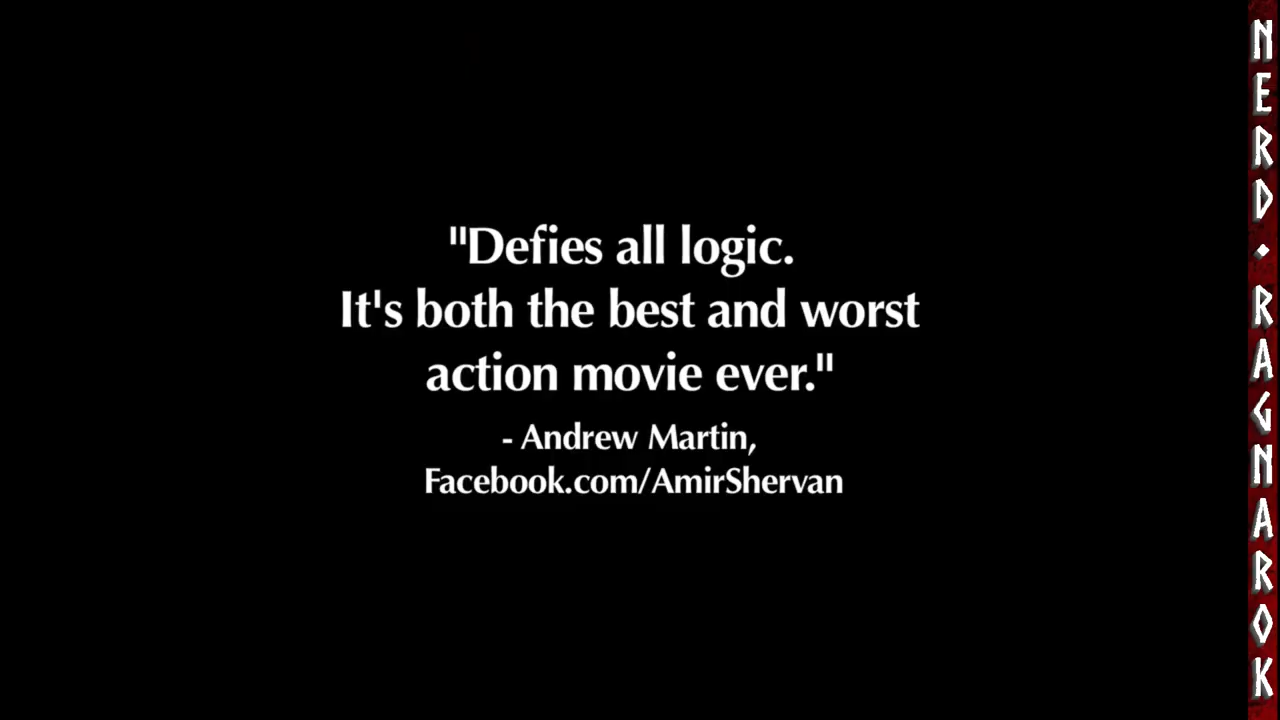 "Defies all logic.
It's both the best and worst
action movie ever."
- Andrew Martin,
Facebook.com/AmirShervan
NERD·RAGNAROK